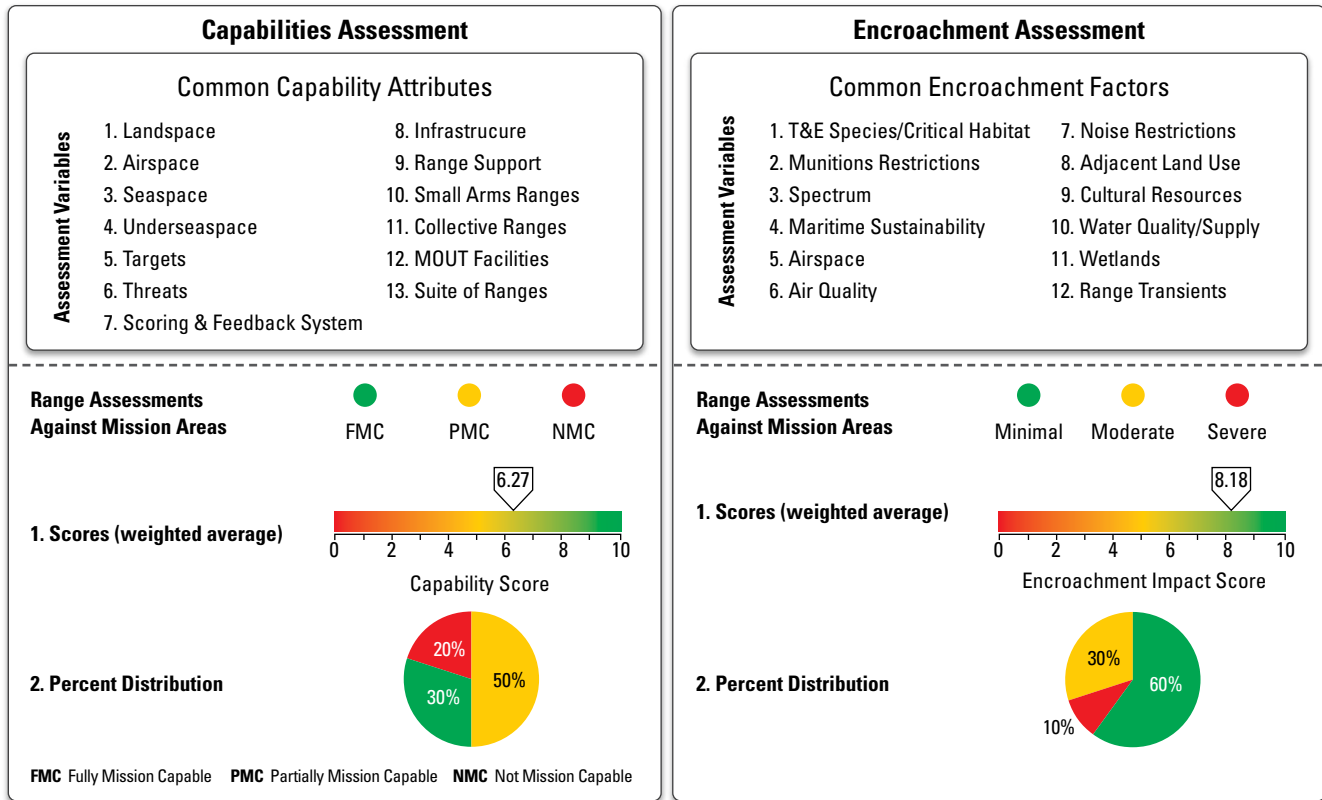 Capabilities Assessment
Common Capability Attributes
Assessment Variables
1. Landspace
2. Airspace
3. Seaspace
4. Underseaspace
5. Targets
6. Threats
7. Scoring & Feedback System
8. Infrastrucure
9. Range Support
10. Small Arms Ranges
11. Collective Ranges
12. MOUT Facilities
13. Suite of Ranges
Range Assessments
Against Mission Areas
FMC PMC NMC
1. Scores (weighted average)
6.27
0 2 4 6 8 10
Capability Score
2. Percent Distribution
20%
50%
30%
FMC Fully Mission Capable PMC Partially Mission Capable NMC Not Mission Capable
Encroachment Assessment
Common Encroachment Factors
Assessment Variables
1. T&E Species/Critical Habitat
2. Munitions Restrictions
3. Spectrum
4. Maritime Sustainability
5. Airspace
6. Air Quality
7. Noise Restrictions
8. Adjacent Land Use
9. Cultural Resources
10. Water Quality/Supply
11. Wetlands
12. Range Transients
Range Assessments
Against Mission Areas
Minimal Moderate Severe
1. Scores (weighted average)
8.18
0 2 4 6 8 10
Encroachment Impact Score
2. Percent Distribution
30%
60%
10%